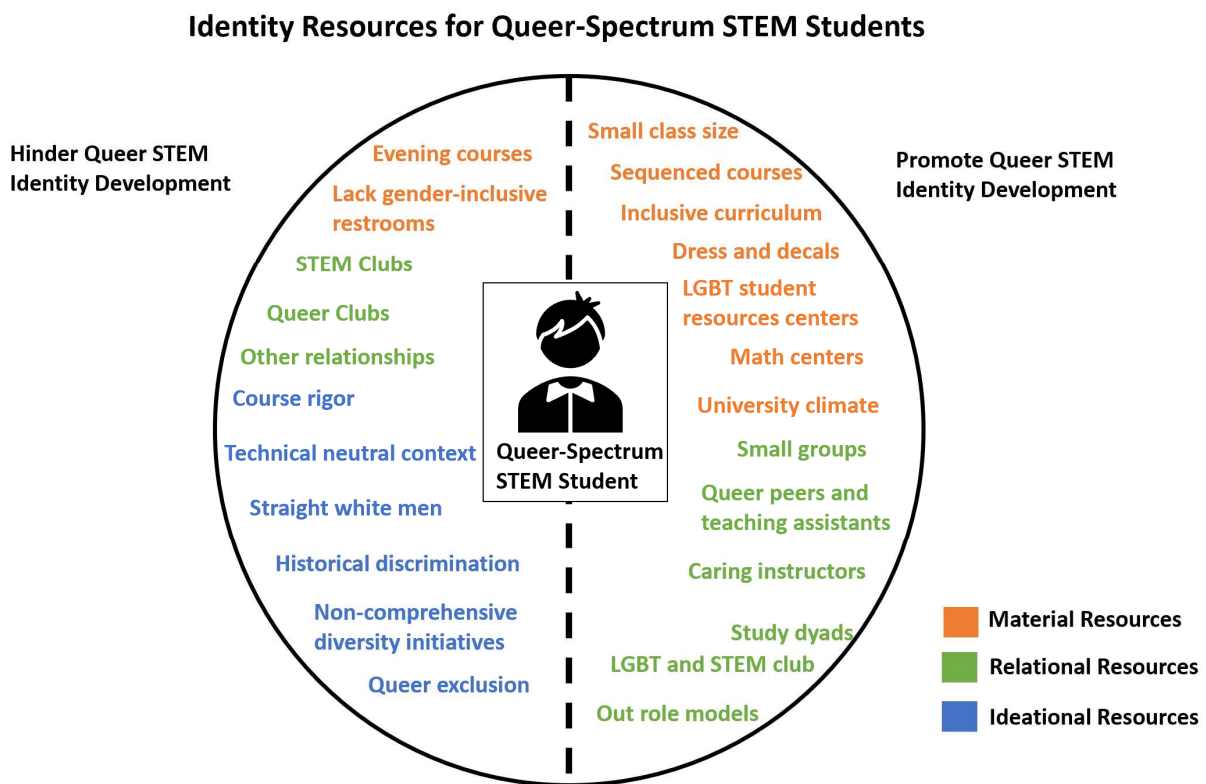 Identity Resources for Queer-Spectrum STEM Students
Hinder Queer STEM
Identity Development
Evening courses
Lack gender-inclusive
restrooms
STEM Clubs
Queer Clubs
Other relationships
Course rigor
Technical neutral context
Straight white men
Historical discrimination
Non-comprehensive
diversity initiatives
Queer exclusion
Queer-Spectrum
STEM Student
Small class size
Sequenced courses
Inclusive curriculum
Dress and decals
LGBT student
resources centers
Math centers
University climate
Small groups
Queer peers and
teaching assistants
Caring instructors
Study dyads
LGBT and STEM club
Out role models
Promote Queer STEM
Identity Development
Material Resources
Relational Resources
Ideational Resources